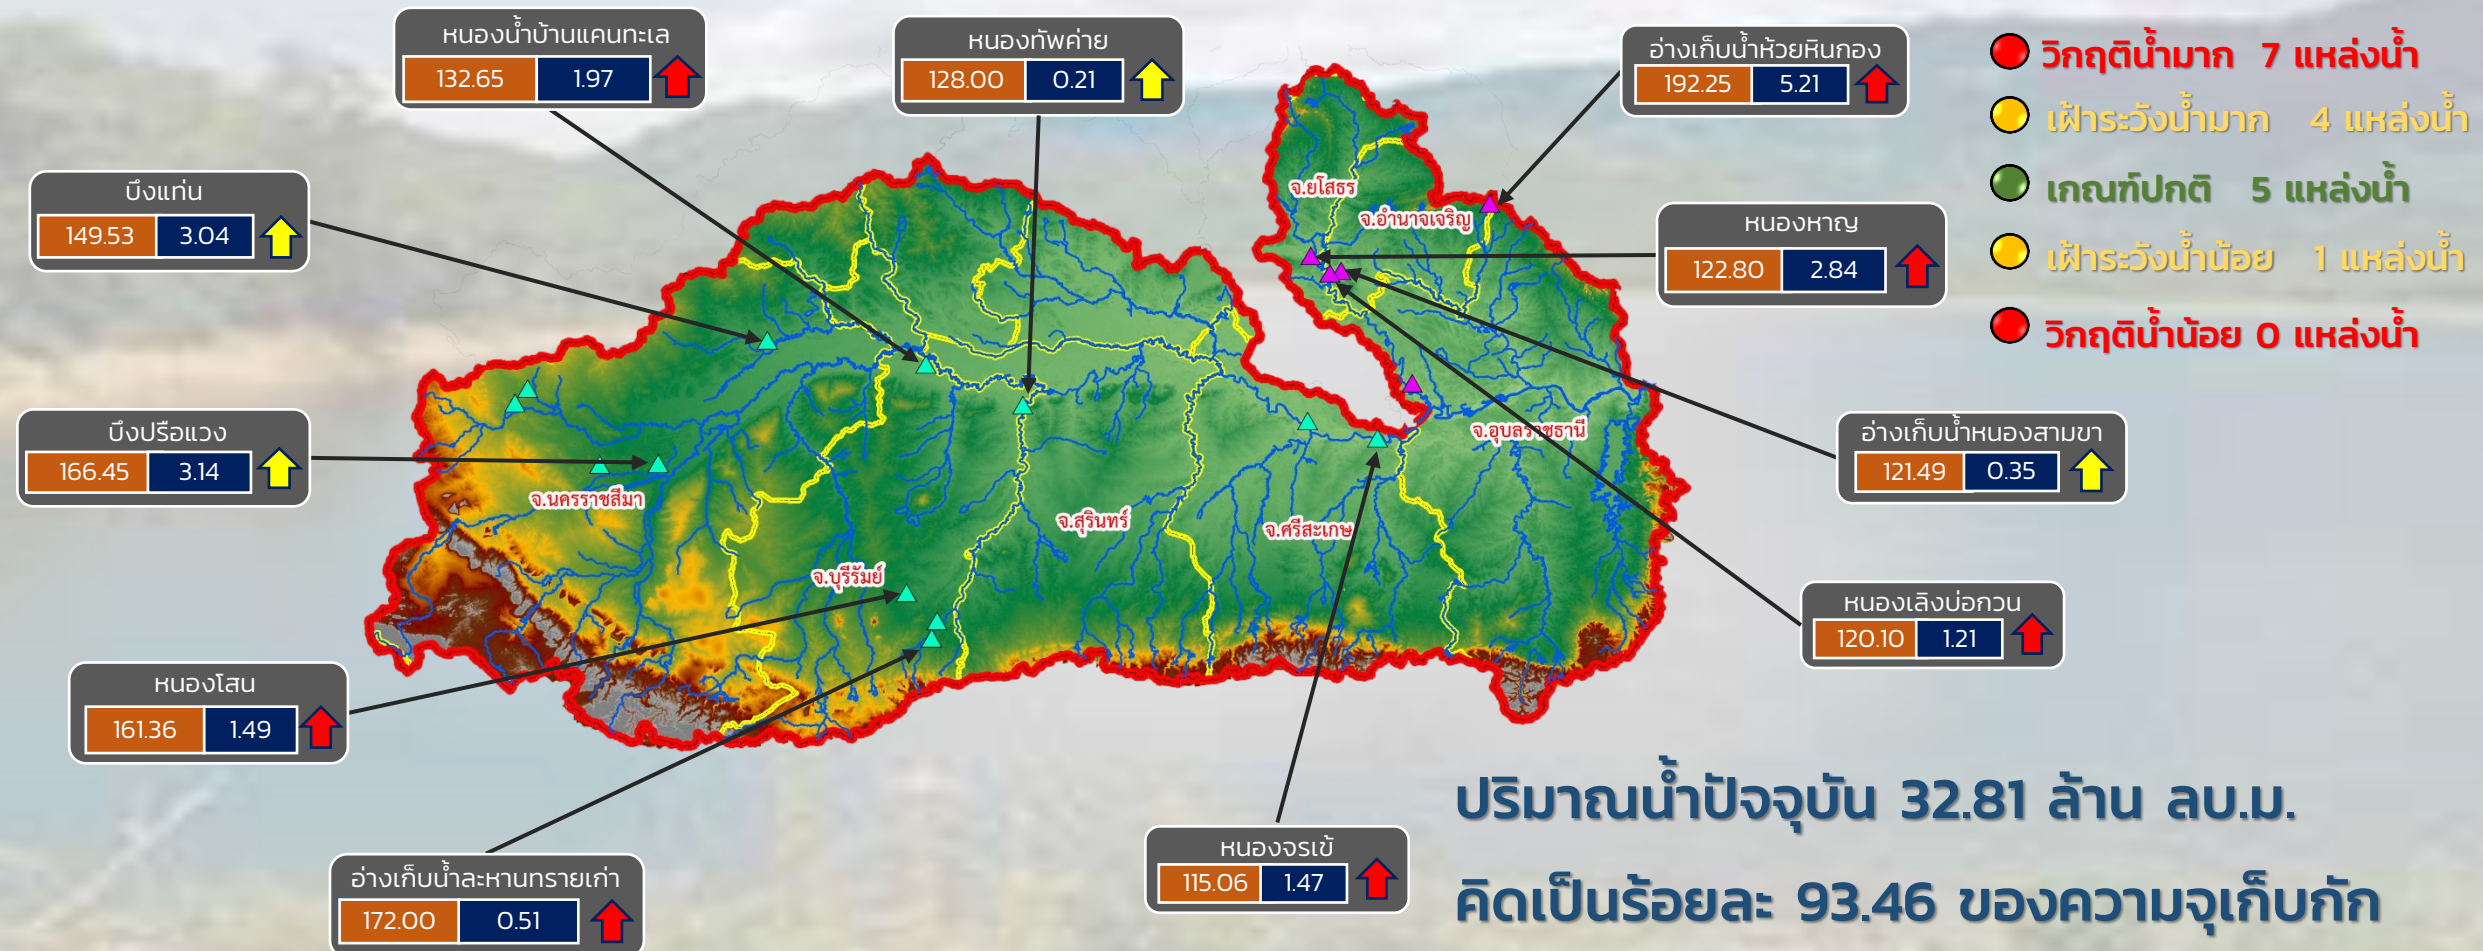 หนองน้ำบ้านแคนทะเล
132.65 1.97
หนองทัพค่าย
128.00 0.21
อ่างเก็บน้ำห้วยหินกอง
192.25 5.21
วิกฤติน้ำมาก 7 แหล่งน้ำ
เฝ้าระวังน้ำมาก 4 แหล่งน้ำ
เกณฑ์ปกติ 5 แหล่งน้ำ
เฝ้าระวังน้ำน้อย 1 แหล่งน้ำ
วิกฤติน้ำน้อย 0 แหล่งน้ำ
บึงแท่น
149.53 3.04
จ.ยโสธร
จ.อำนาจเจริญ
หนองหาญ
122.80 2.84
บึงปรือแวง
166.45 3.14
จ.นครราชสีมา
จ.สุรินทร์
จ.ศรีสะเกษ
จ.อุบลราชธานี
จ.บุรีรัมย์
อ่างเก็บน้ำหนองสามขา
121.49 0.35
หนองเลิงบ่อกวน
120.10 1.21
หนองโสน
161.36 1.49
อ่างเก็บน้ำละหานทรายเก่า
172.00 0.51
หนองจรเข้
115.06 1.47
ปริมาณน้ำปัจจุบัน 32.81 ล้าน ลบ.ม.
คิดเป็นร้อยละ 93.46 ของความจุเก็บกัก